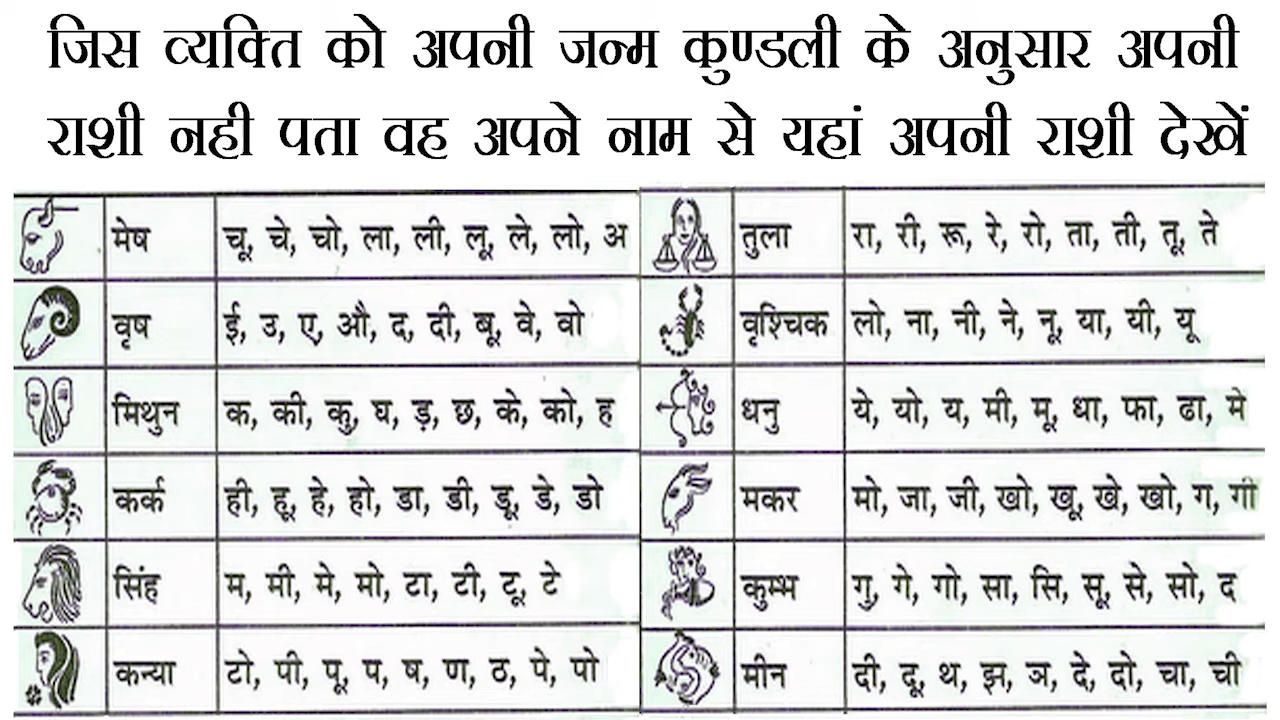 जिस व्यक्ति को अपनी जन्म कुण्डली के अनुसार अपनी
राशी नही पता वह अपने नाम से यहां अपनी राशी देखें
मेष चू, चे, चो, ला, ली, लू, ले, लो, अ
वृष ई, उ, ए, औ, द, दी, बू, वे, वो
मिथुन क, की, कु, घ, ड़, छ, के, को, ह
कर्क ही, हू, हे, हो, डा, डी, डू, डे, डो
सिंह म, मी, मे, मो, टा, टी, टू, टे
कन्या टो, पी, पू, प, ष, ण, ठ, पे, पो
तुला रा, री, रू, रे, रो, ता, ती, तू, ते
वृश्चिक लो, ना, नी, ने, नू, या, यी, यू
धनु ये, यो, य, मी, मू, धा, फा, ढा, मे
मकर मो, जा, जी, खो, खू, खे, खो, ग, गी
कुम्भ गु, गे, गो, सा, सि, सू, से, सो, द
मीन दी, दू, थ, झ, ञ, दे, दो, चा, ची